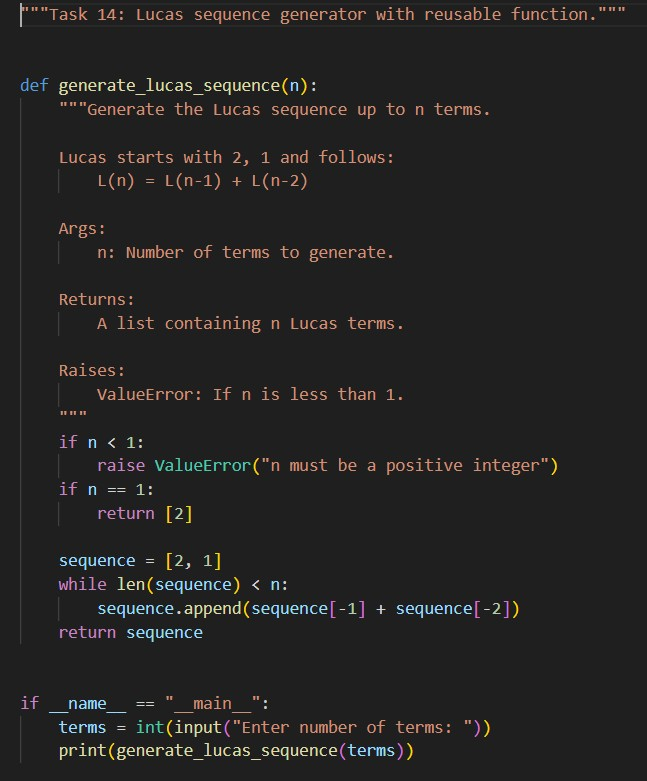 """Task 14: Lucas sequence generator with reusable function."""
def generate_lucas_sequence(n):
"""Generate the Lucas sequence up to n terms.
Lucas starts with 2, 1 and follows:
L(n) = L(n-1) + L(n-2)
Args:
n: Number of terms to generate.
Returns:
A list containing n Lucas terms.
Raises:
ValueError: If n is less than 1.
"""
if n < 1:
raise ValueError("n must be a positive integer")
if n == 1:
return [2]
sequence = [2, 1]
while len(sequence) < n:
sequence.append(sequence[-1] + sequence[-2])
return sequence
if __name__ == "__main__":
terms = int(input("Enter number of terms: "))
print(generate_lucas_sequence(terms))